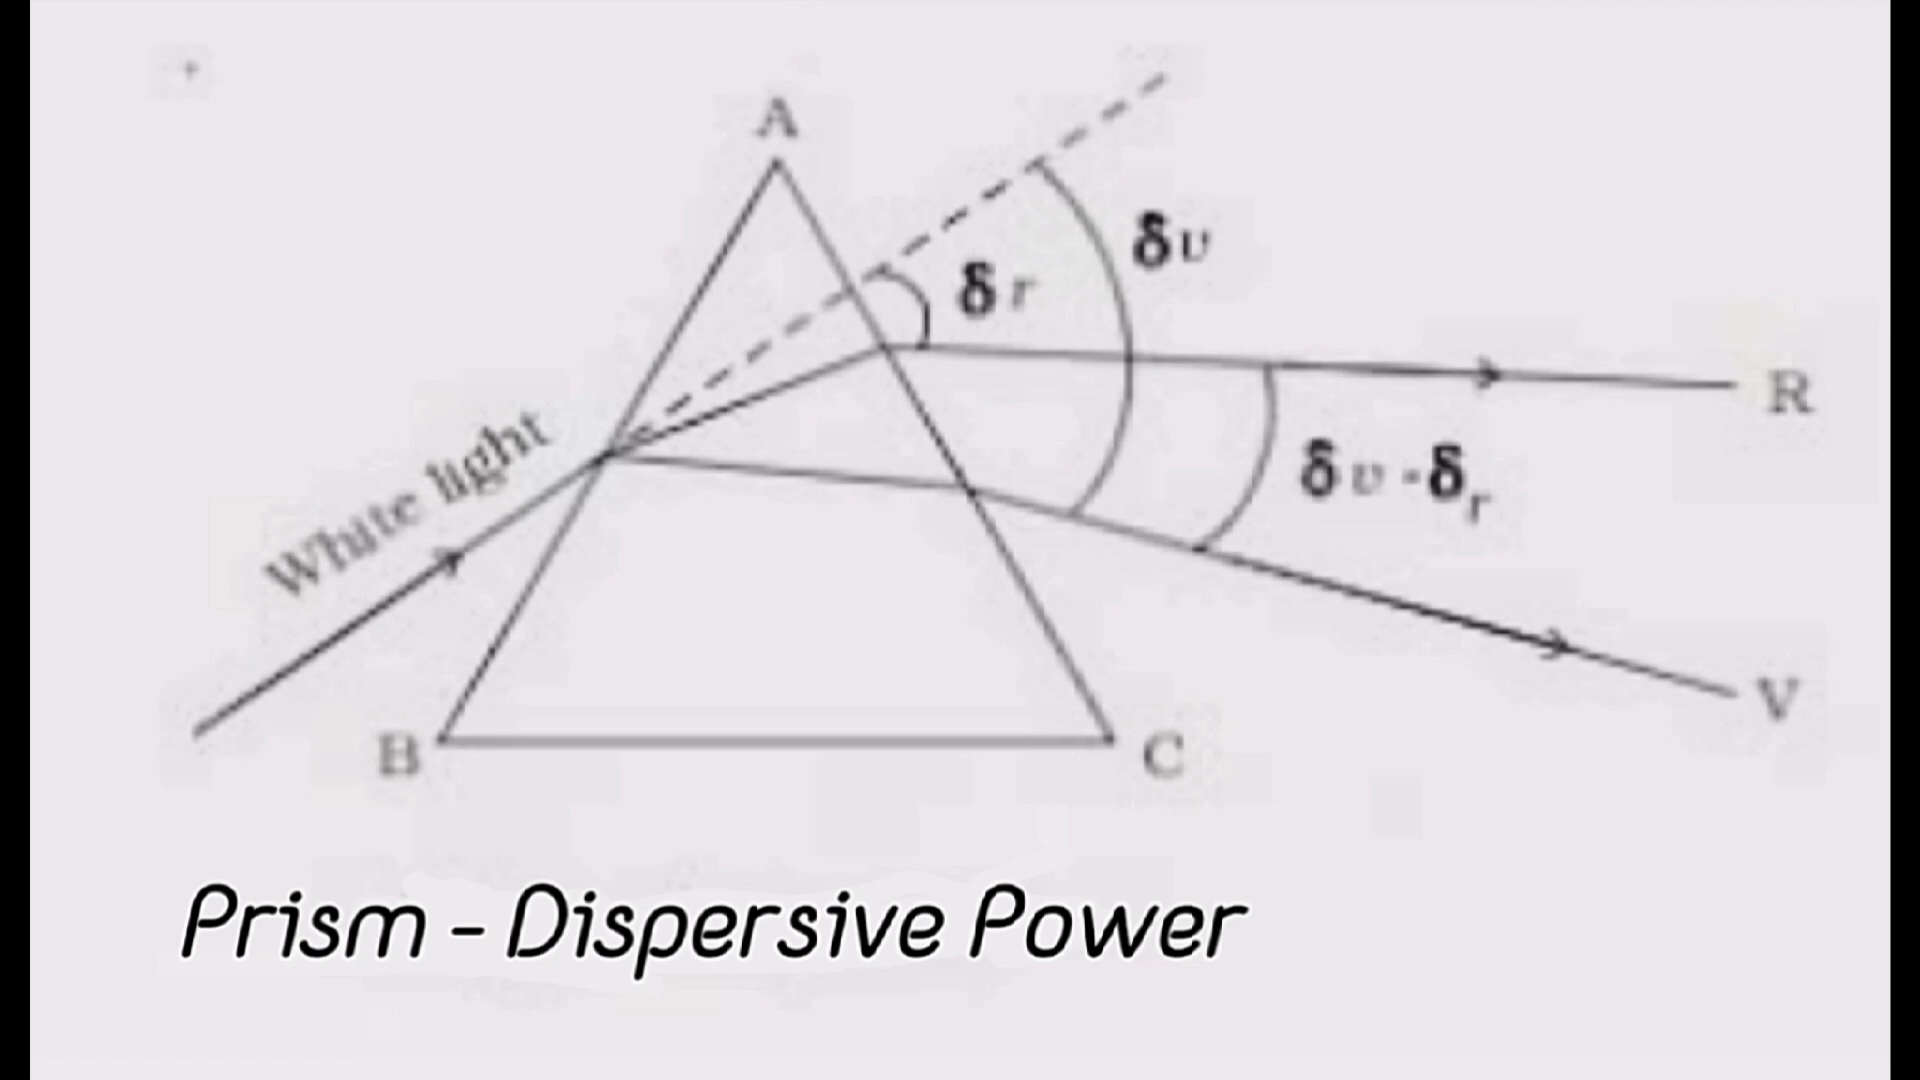 A
δv
δr
R
White light
δv - δr
V
B
C
Prism - Dispersive Power